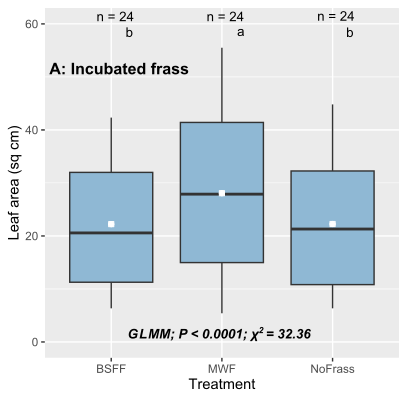 n = 24 n = 24 n = 24
b a b
A: Incubated frass
60
40
20
0
Leaf area (sq cm)
GLMM; P < 0.0001; χ² = 32.36
BSFF MWF NoFrass
Treatment